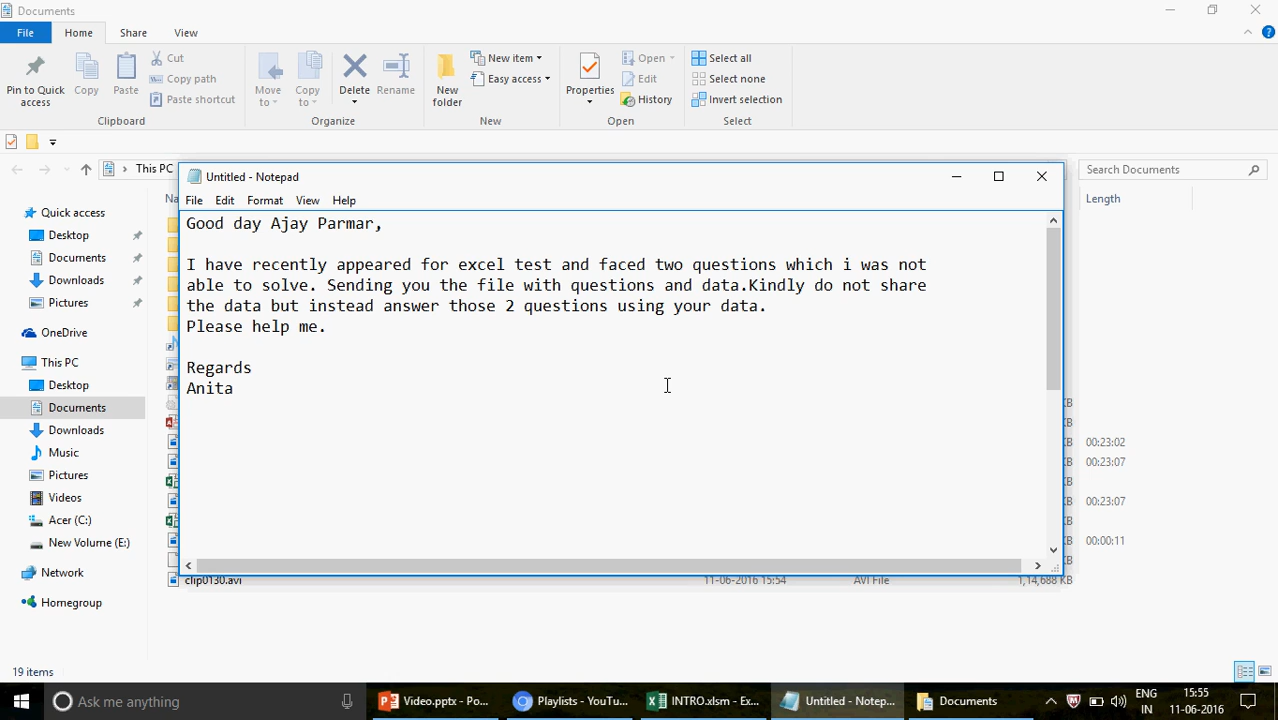 Documents
File Home Share View
Pin to Quick access
Copy
Paste
Cut
Copy path
Paste shortcut
Clipboard
Move to
Copy to
Delete
Rename
Organize
New folder
New item
Easy access
New
Properties
Open
Edit
History
Open
Select all
Select none
Invert selection
Select
This PC
Search Documents
Length
Quick access
Desktop
Documents
Downloads
Pictures
OneDrive
This PC
Desktop
Documents
Downloads
Music
Pictures
Videos
Acer (C:)
New Volume (E:)
Network
Homegroup
Untitled - Notepad
File Edit Format View Help
Good day Ajay Parmar,
I have recently appeared for excel test and faced two questions which i was not
able to solve. Sending you the file with questions and data.Kindly do not share
the data but instead answer those 2 questions using your data.
Please help me.
Regards
Anita
00:23:02
00:23:07
00:23:07
00:00:11
clip0130.avi 11-06-2016 15:54 AVI File 1,14,688 KB
19 items
Ask me anything
Video.pptx - Po...
Playlists - YouTu...
INTRO.xlsm - Ex...
Untitled - Notep...
Documents
ENG
IN
15:55
11-06-2016